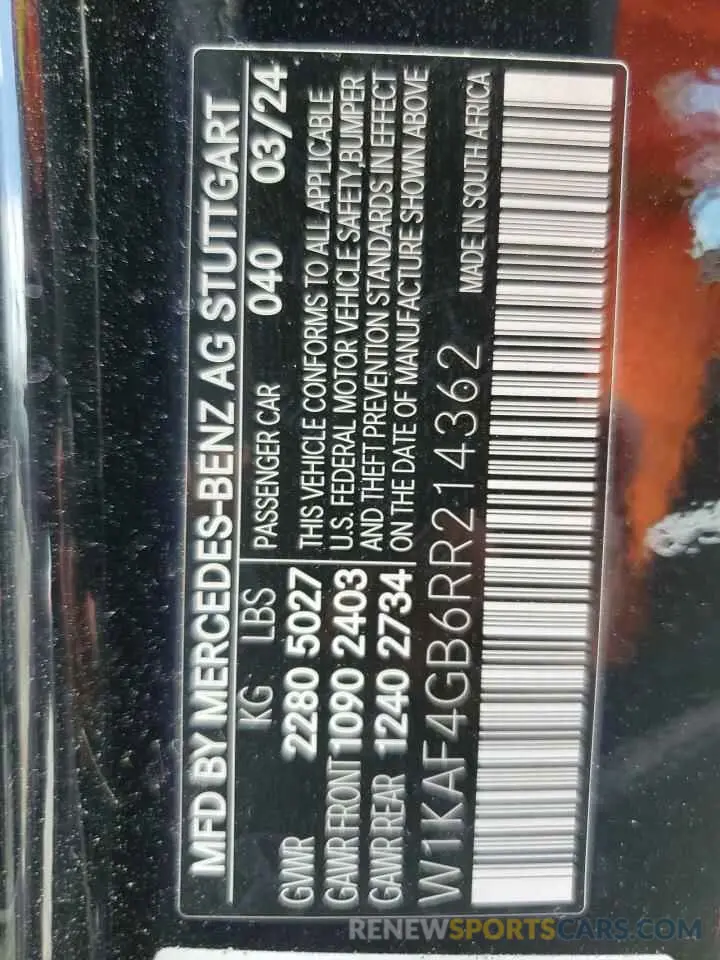 MFD BY MERCEDES-BENZ AG STUTTGART
KG LBS PASSENGER CAR 040 03/24
GVWR 2280 5027 THIS VEHICLE CONFORMS TO ALL APPLICABLE
GAWR FRONT 1090 2403 U.S. FEDERAL MOTOR VEHICLE SAFETY, BUMPER
GAWR REAR 1240 2734 AND THEFT PREVENTION STANDARDS IN EFFECT
ON THE DATE OF MANUFACTURE SHOWN ABOVE
W1KAF4GB6RR214362 MADE IN SOUTH AFRICA
RENEWSPORTSCARS.COM